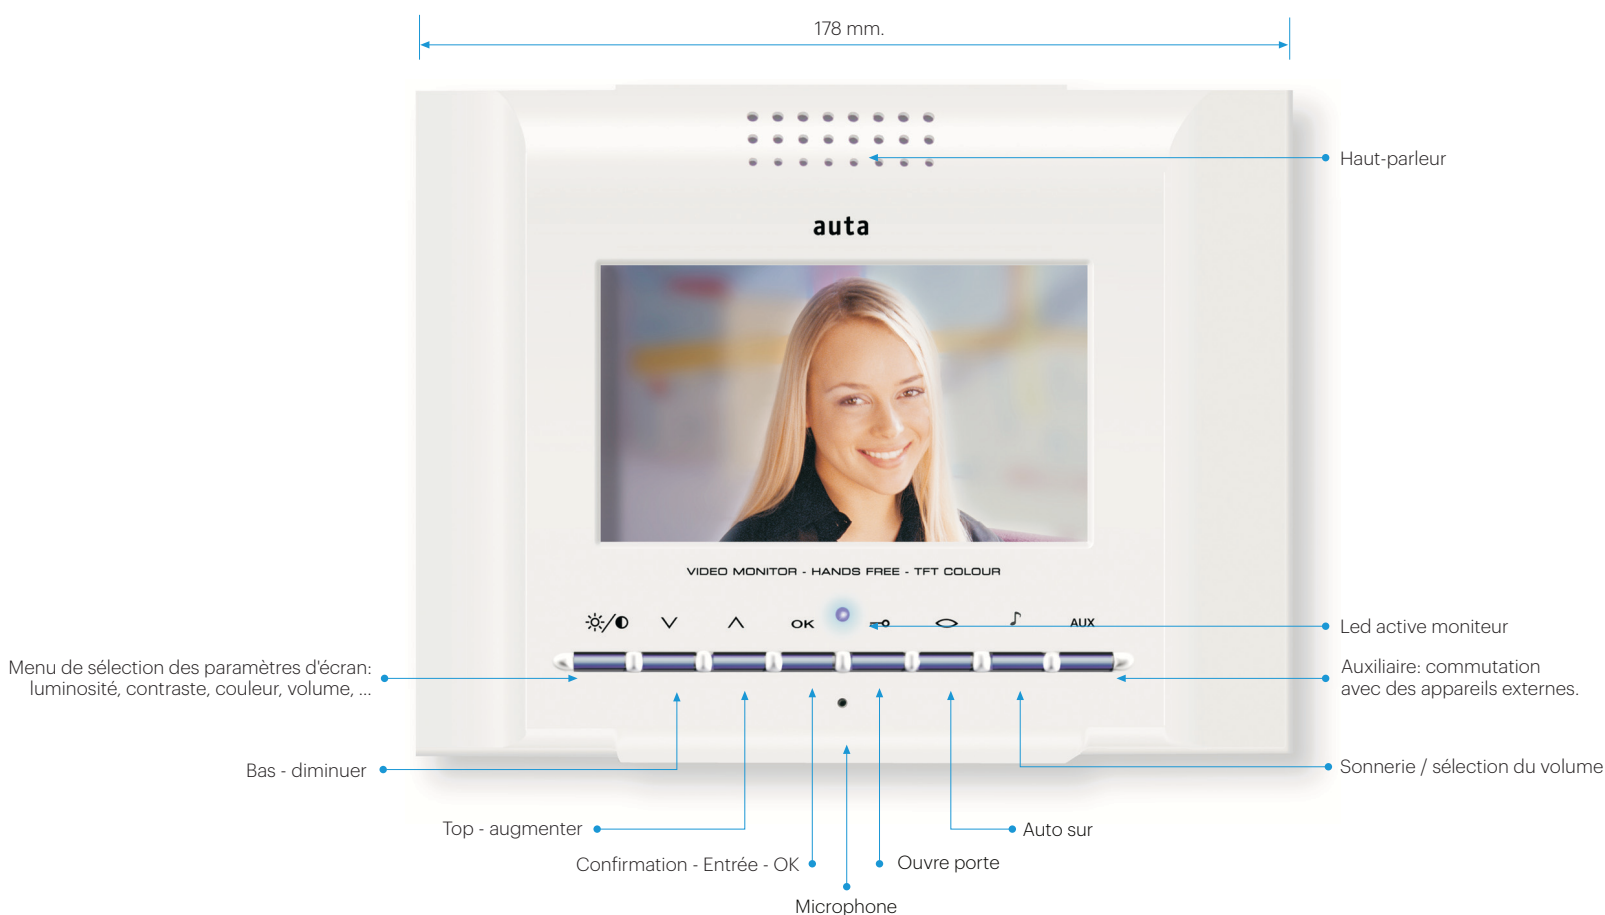 178 mm.
Haut-parleur
auta
VIDEO MONITOR - HANDS FREE - TFT COLOUR
OK
AUX
Led active moniteur
Menu de sélection des paramètres d'écran:
luminosité, contraste, couleur, volume, ...
Auxiliaire: commutation
avec des appareils externes.
Bas - diminuer
Sonnerie / sélection du volume
Top - augmenter
Auto sur
Confirmation - Entrée - OK
Ouvre porte
Microphone